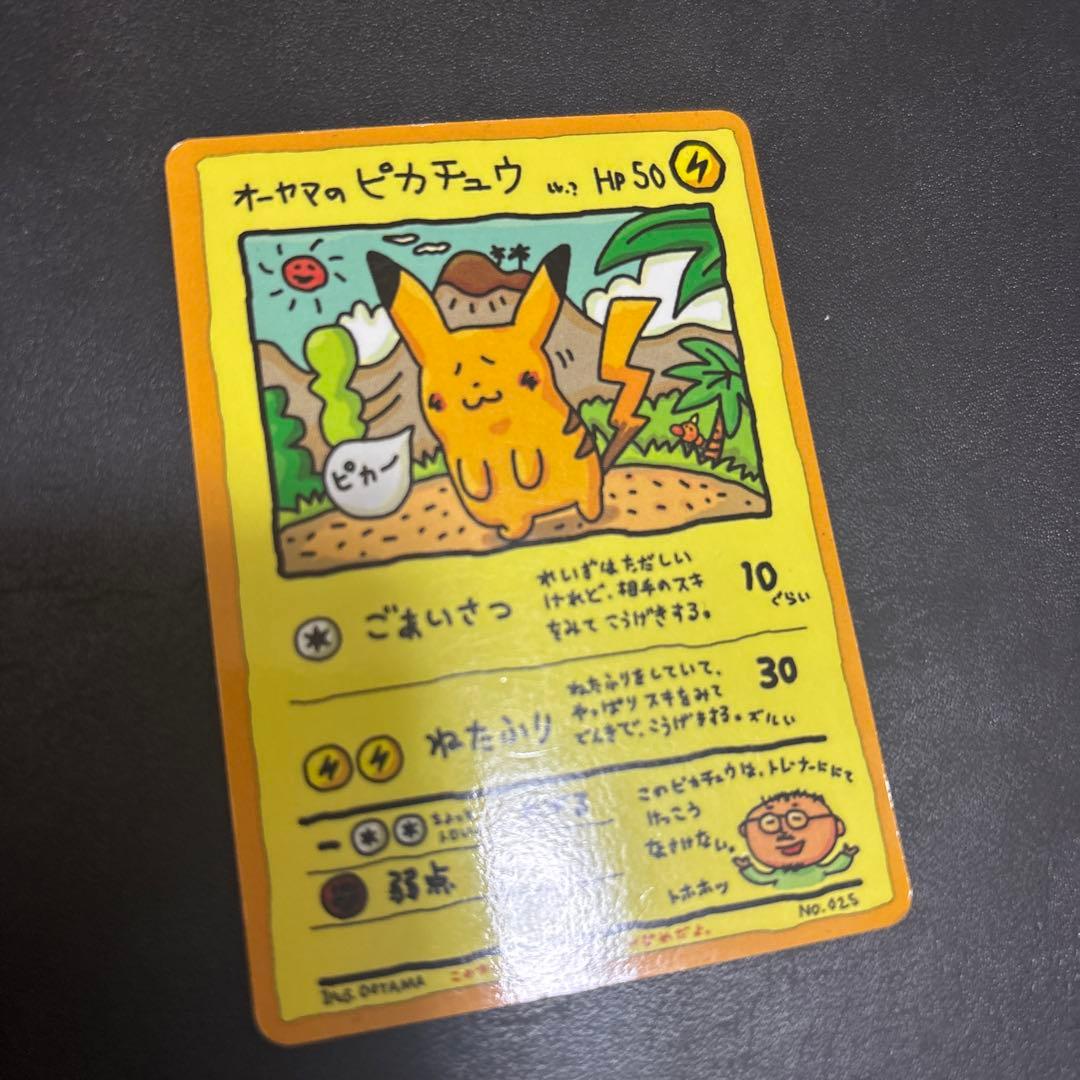 オーヤマの ピカチュウ Lv.? HP 50
ピカー
ごあいさつ
れいぎはただしい
けれど、相手のスキ
をみてこうげきする。
10
ぐらい
ねたふり
ねたふりをしていて、
やっぱりスキをみて
でんきで、こうげきする。ズルい
30
このピカチュウは、トレーナーににて
けっこう
なさけない。
トホホッ
弱点
NO.025
Illus. OOYAMA